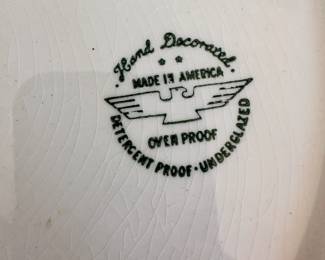 Hand Decorated
MADE IN AMERICA
OVEN PROOF
DETERGENT PROOF · UNDERGLAZED